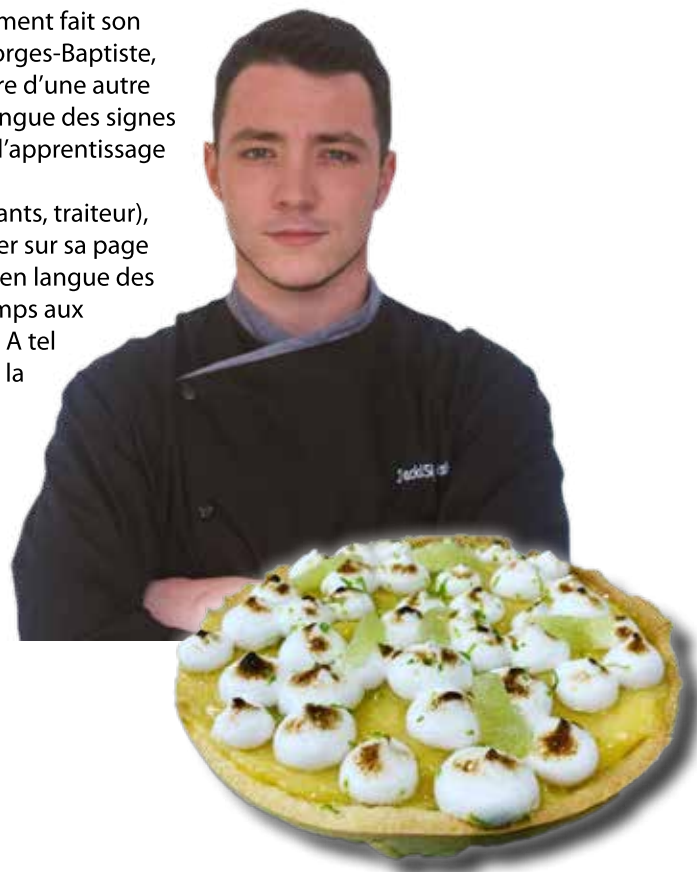 ment fait son
orges-Baptiste,
re d'une autre
ngue des signes
l'apprentissage
ants, traiteur),
er sur sa page
en langue des
mps aux
A tel
la